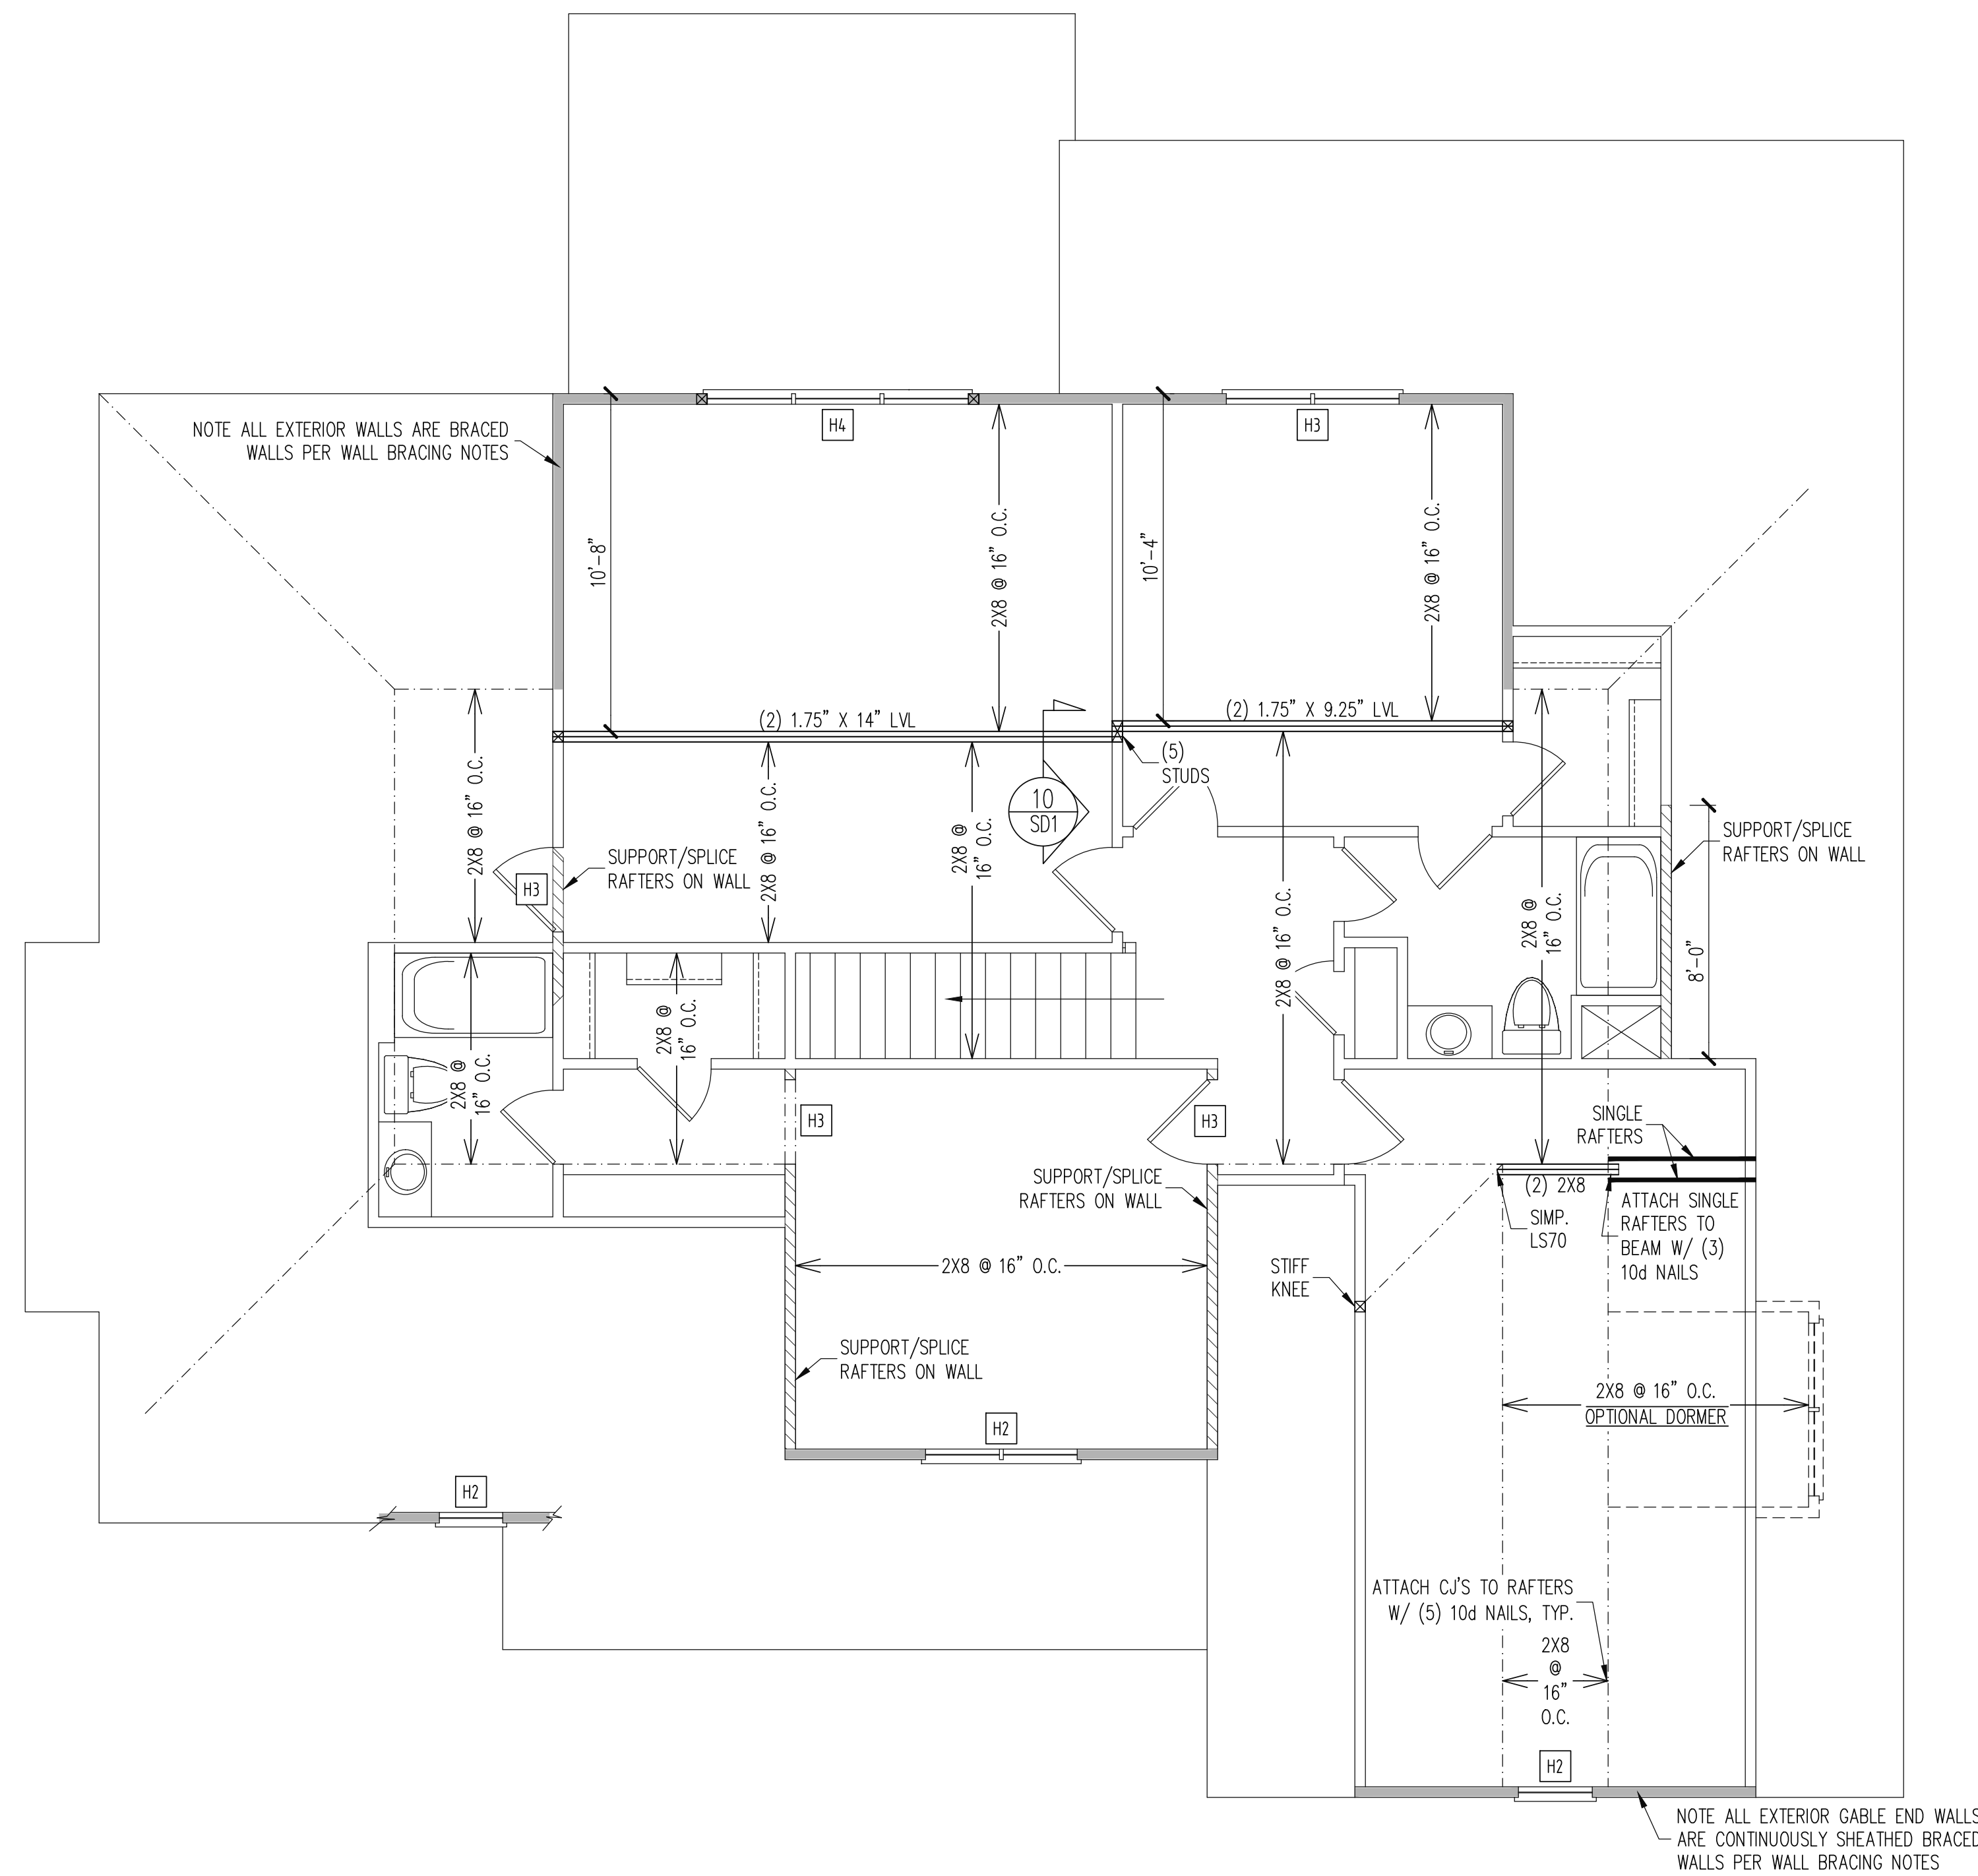 NOTE ALL EXTERIOR WALLS ARE BRACED
WALLS PER WALL BRACING NOTES
H4
H3
10'-8"
2X8 @ 16" O.C.
10'-4"
2X8 @ 16" O.C.
(2) 1.75" X 14" LVL
(2) 1.75" X 9.25" LVL
(5)
STUDS
10
SD1
2X8 @ 16" O.C.
H3
SUPPORT/SPLICE
RAFTERS ON WALL
2X8 @ 16" O.C.
2X8 @
16" O.C.
2X8 @ 16" O.C.
2X8 @
16" O.C.
SUPPORT/SPLICE
RAFTERS ON WALL
8'-0"
2X8 @
16" O.C.
2X8 @
16" O.C.
H3
H3
SINGLE
RAFTERS
SUPPORT/SPLICE
RAFTERS ON WALL
(2) 2X8
SIMP.
LS70
ATTACH SINGLE
RAFTERS TO
BEAM W/ (3)
10d NAILS
2X8 @ 16" O.C.
STIFF
KNEE
SUPPORT/SPLICE
RAFTERS ON WALL
2X8 @ 16" O.C.
OPTIONAL DORMER
H2
H2
ATTACH CJ'S TO RAFTERS
W/ (5) 10d NAILS, TYP.
2X8
@
16"
O.C.
H2
NOTE ALL EXTERIOR GABLE END WALLS
ARE CONTINUOUSLY SHEATHED BRACED
WALLS PER WALL BRACING NOTES